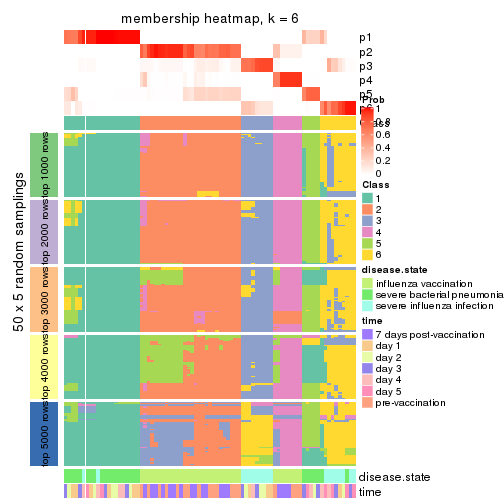 membership heatmap, k = 6
p1
p2
p3
p4
p5
p6
Prob
1
0.8
0.6
0.4
0.2
0
Class
Class
1
2
3
4
5
6
disease.state
influenza vaccination
severe bacterial pneumonia
severe influenza infection
time
7 days post-vaccination
day 1
day 2
day 3
day 4
day 5
pre-vaccination
50 x 5 random samplings
top 1000 rows
top 2000 rows
top 3000 rows
top 4000 rows
top 5000 rows
disease.state
time